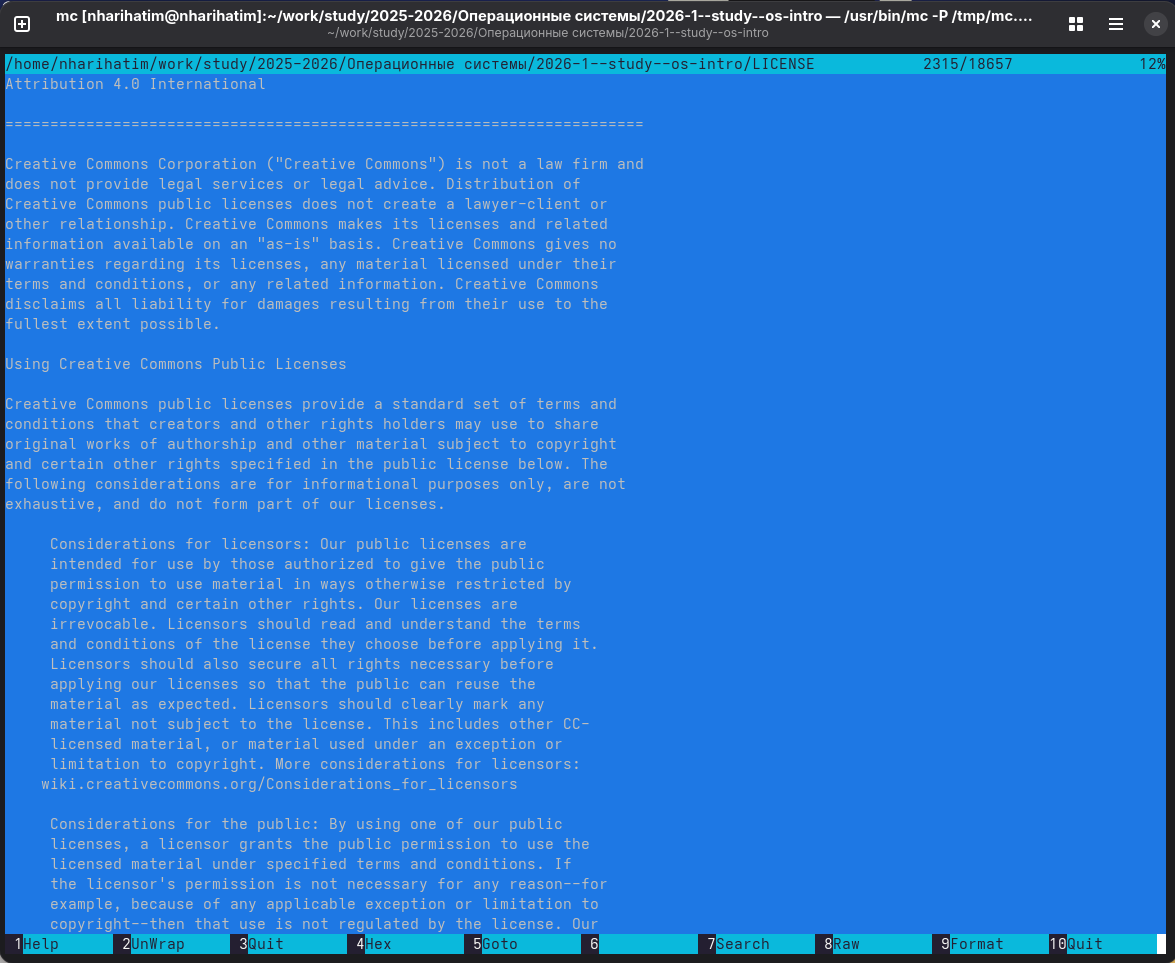 mc [nharihatim@nharihatim]:~/work/study/2025-2026/Операционные системы/2026-1--study--os-intro — /usr/bin/mc -P /tmp/mc....
~/work/study/2025-2026/Операционные системы/2026-1--study--os-intro
/home/nharihatim/work/study/2025-2026/Операционные системы/2026-1--study--os-intro/LICENSE 2315/18657 12%
Attribution 4.0 International
=======================================================================
Creative Commons Corporation ("Creative Commons") is not a law firm and
does not provide legal services or legal advice. Distribution of
Creative Commons public licenses does not create a lawyer-client or
other relationship. Creative Commons makes its licenses and related
information available on an "as-is" basis. Creative Commons gives no
warranties regarding its licenses, any material licensed under their
terms and conditions, or any related information. Creative Commons
disclaims all liability for damages resulting from their use to the
fullest extent possible.
Using Creative Commons Public Licenses
Creative Commons public licenses provide a standard set of terms and
conditions that creators and other rights holders may use to share
original works of authorship and other material subject to copyright
and certain other rights specified in the public license below. The
following considerations are for informational purposes only, are not
exhaustive, and do not form part of our licenses.
Considerations for licensors: Our public licenses are
intended for use by those authorized to give the public
permission to use material in ways otherwise restricted by
copyright and certain other rights. Our licenses are
irrevocable. Licensors should read and understand the terms
and conditions of the license they choose before applying it.
Licensors should also secure all rights necessary before
applying our licenses so that the public can reuse the
material as expected. Licensors should clearly mark any
material not subject to the license. This includes other CC-
licensed material, or material used under an exception or
limitation to copyright. More considerations for licensors:
wiki.creativecommons.org/Considerations_for_licensors
Considerations for the public: By using one of our public
licenses, a licensor grants the public permission to use the
licensed material under specified terms and conditions. If
the licensor's permission is not necessary for any reason--for
example, because of any applicable exception or limitation to
copyright--then that use is not regulated by the license. Our
1Help 2UnWrap 3Quit 4Hex 5Goto 6 7Search 8Raw 9Format 10Quit